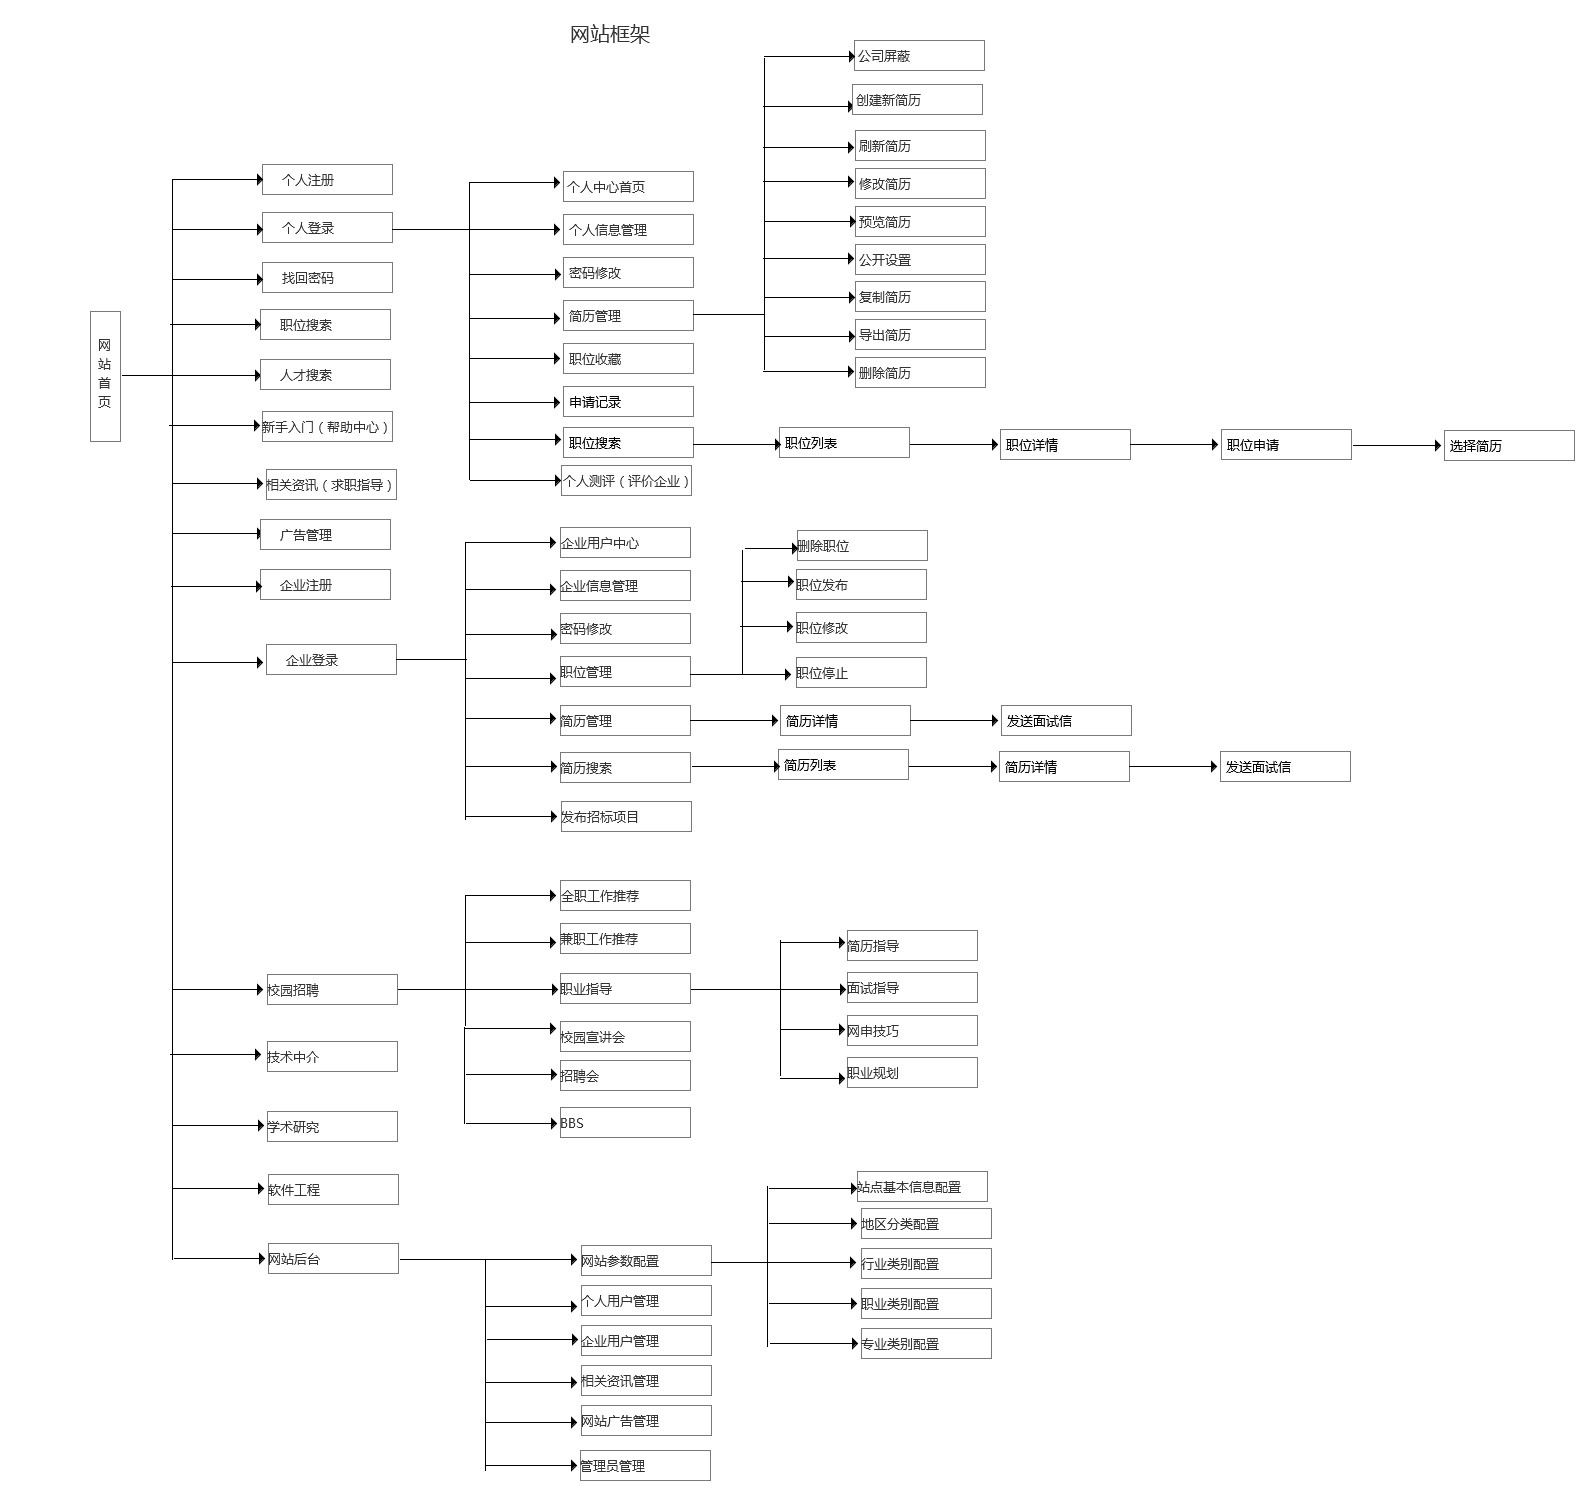 网站框架
网
站
首
页
个人注册
个人登录
找回密码
职位搜索
人才搜索
新手入门（帮助中心）
相关资讯（求职指导）
广告管理
企业注册
企业登录
校园招聘
技术中介
学术研究
软件工程
网站后台
个人中心首页
个人信息管理
密码修改
简历管理
职位收藏
申请记录
职位搜索
个人测评（评价企业）
公司屏蔽
创建新简历
刷新简历
修改简历
预览简历
公开设置
复制简历
导出简历
删除简历
职位列表
职位详情
职位申请
选择简历
企业用户中心
企业信息管理
密码修改
职位管理
简历管理
简历搜索
发布招标项目
删除职位
职位发布
职位修改
职位停止
简历详情
发送面试信
简历列表
简历详情
发送面试信
全职工作推荐
兼职工作推荐
职业指导
校园宣讲会
招聘会
BBS
简历指导
面试指导
网申技巧
职业规划
网站参数配置
个人用户管理
企业用户管理
相关资讯管理
网站广告管理
管理员管理
站点基本信息配置
地区分类配置
行业类别配置
职业类别配置
专业类别配置